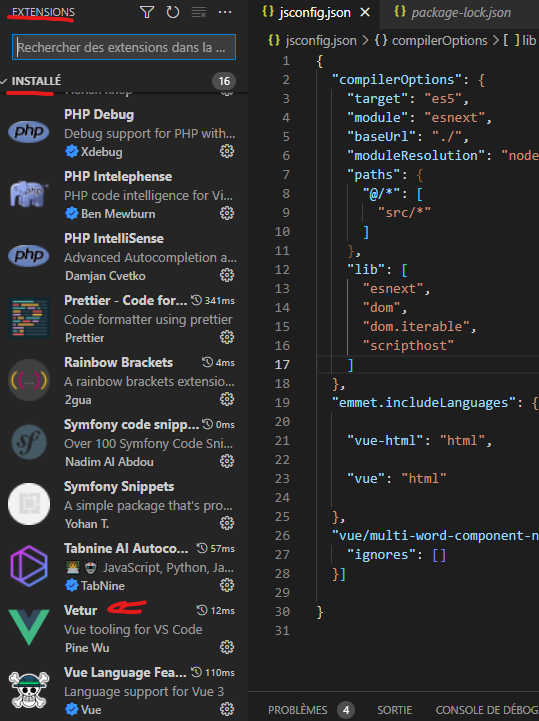 EXTENSIONS
Rechercher des extensions dans la ...
INSTALLÉ 16
PHP Debug
Debug support for PHP with...
Xdebug
PHP Intelephense
PHP code intelligence for Vi...
Ben Mewburn
PHP IntelliSense
Advanced Autocompletion a...
Damjan Cvetko
Prettier - Code for... 341ms
Code formatter using prettier
Prettier
Rainbow Brackets 4ms
A rainbow brackets extensio...
2gua
Symfony code snipp... 0ms
Over 100 Symfony Code Sni...
Nadim Al Abdou
Symfony Snippets
A simple package that's pro...
Yohan T.
Tabnine AI Autoco... 57ms
JavaScript, Python, Ja...
TabNine
Vetur 12ms
Vue tooling for VS Code
Pine Wu
Vue Language Fea... 110ms
Language support for Vue 3
Vue
{} jsconfig.json × {} package-lock.json
{} jsconfig.json > {} compilerOptions > [ ] lib
1 {
2 "compilerOptions": {
3 "target": "es5",
4 "module": "esnext",
5 "baseUrl": "./",
6 "moduleResolution": "node
7 "paths": {
8 "@/*": [
9 "src/*"
10 ]
11 },
12 "lib": [
13 "esnext",
14 "dom",
15 "dom.iterable",
16 "scripthost"
17 ]
18 },
19 "emmet.includeLanguages": {
20
21 "vue-html": "html",
22
23 "vue": "html"
24
25 },
26 "vue/multi-word-component-n
27 "ignores": []
28 }]
29
30 }
31
PROBLÈMES 4 SORTIE CONSOLE DE DÉBOG